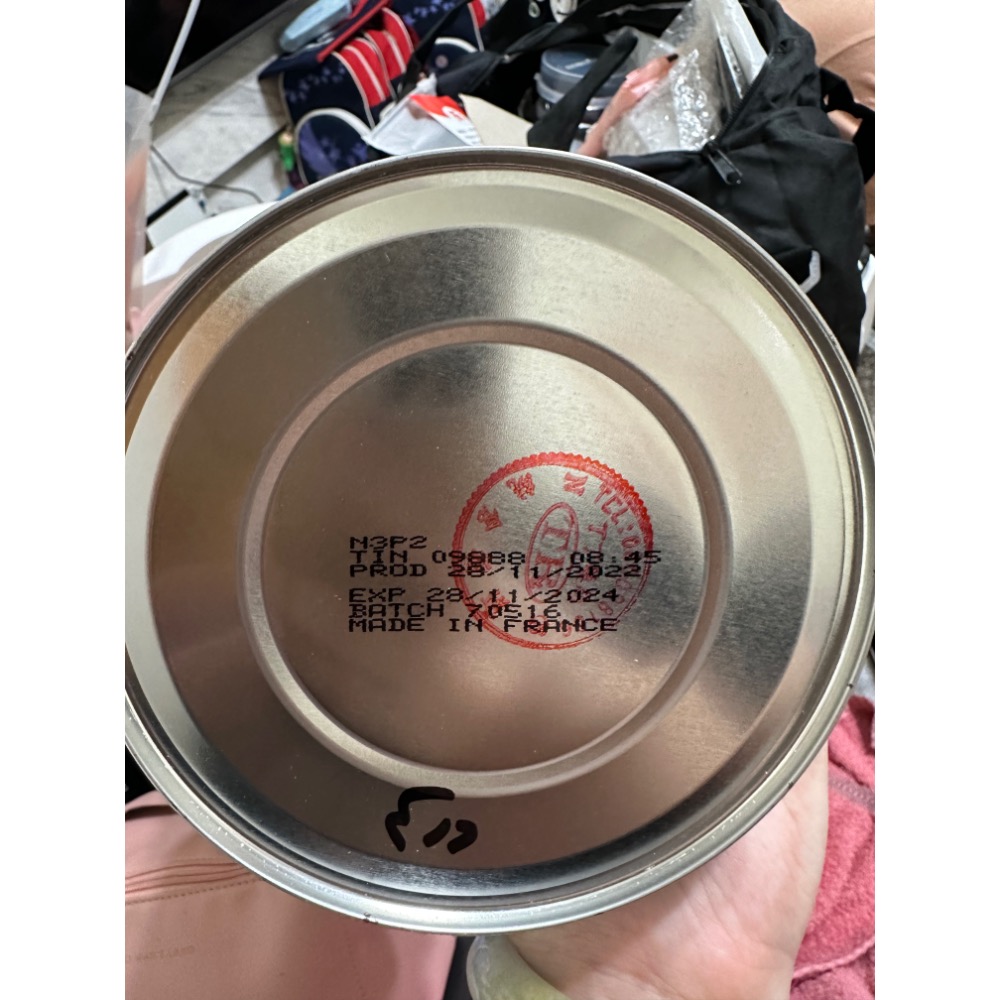 N3P2
TIN 09888 08:45
PROD 28/11/2022
EXP 28/11/2024
BATCH 70516
MADE IN FRANCE